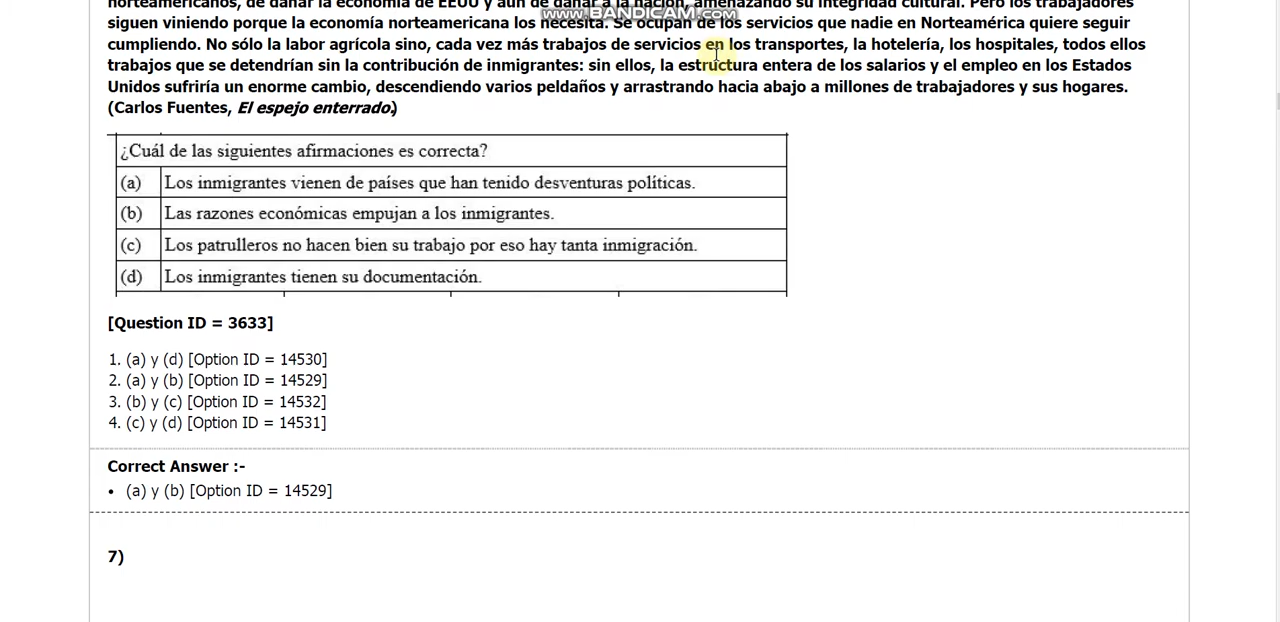 norteamericanos, de dañar la economía de EEUU y aun de dañar a la nación, amenazando su integridad cultural. Pero los trabajadores
www.BANDICAM.com
siguen viniendo porque la economía norteamericana los necesita. Se ocupan de los servicios que nadie en Norteamérica quiere seguir
cumpliendo. No sólo la labor agrícola sino, cada vez más trabajos de servicios en los transportes, la hotelería, los hospitales, todos ellos
trabajos que se detendrían sin la contribución de inmigrantes: sin ellos, la estructura entera de los salarios y el empleo en los Estados
Unidos sufriría un enorme cambio, descendiendo varios peldaños y arrastrando hacia abajo a millones de trabajadores y sus hogares.
(Carlos Fuentes, El espejo enterrado.)
¿Cuál de las siguientes afirmaciones es correcta?
(a) Los inmigrantes vienen de países que han tenido desventuras políticas.
(b) Las razones económicas empujan a los inmigrantes.
(c) Los patrulleros no hacen bien su trabajo por eso hay tanta inmigración.
(d) Los inmigrantes tienen su documentación.
[Question ID = 3633]
1. (a) y (d) [Option ID = 14530]
2. (a) y (b) [Option ID = 14529]
3. (b) y (c) [Option ID = 14532]
4. (c) y (d) [Option ID = 14531]
Correct Answer :-
• (a) y (b) [Option ID = 14529]
7)